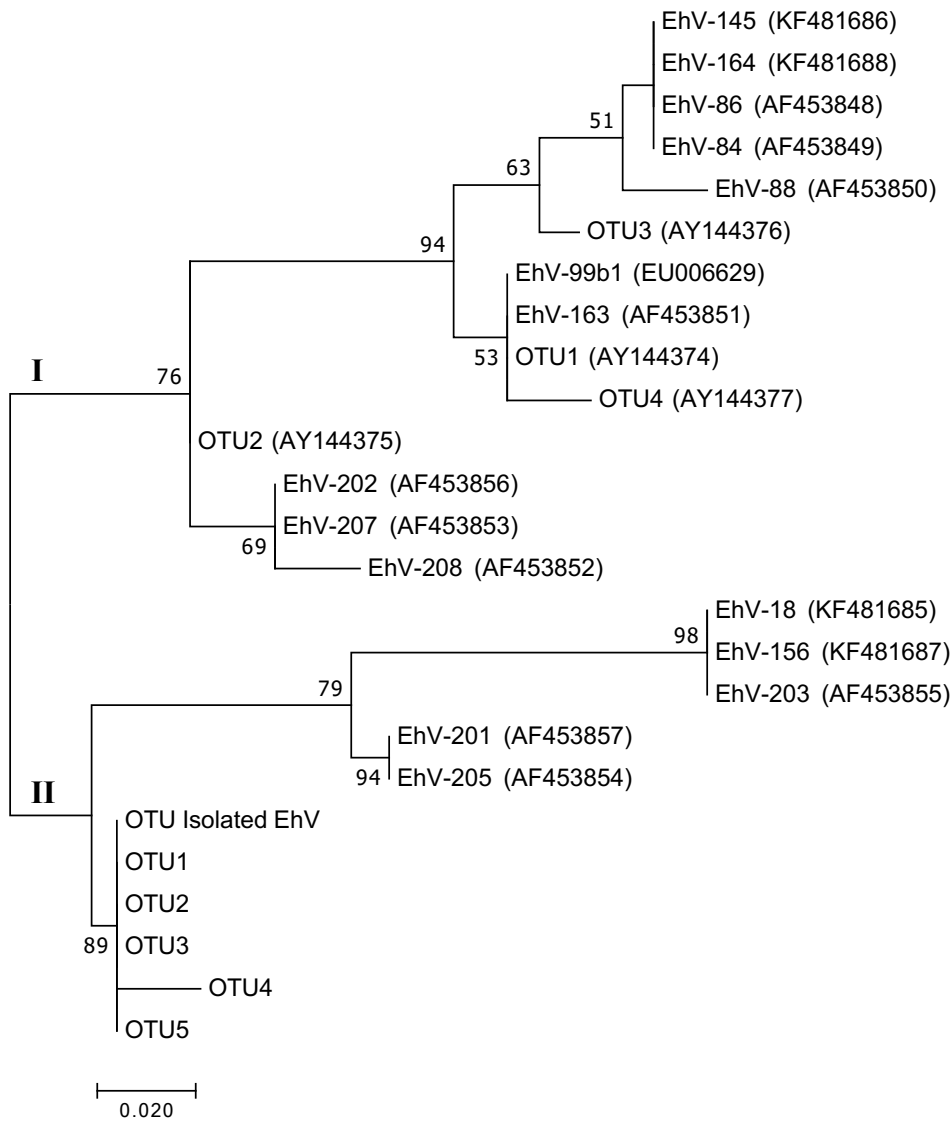 EhV-145 (KF481686)
EhV-164 (KF481688)
EhV-86 (AF453848)
51
EhV-84 (AF453849)
63
EhV-88 (AF453850)
OTU3 (AY144376)
94
EhV-99b1 (EU006629)
EhV-163 (AF453851)
53
OTU1 (AY144374)
I
76
OTU4 (AY144377)
OTU2 (AY144375)
EhV-202 (AF453856)
EhV-207 (AF453853)
69
EhV-208 (AF453852)
EhV-18 (KF481685)
98
EhV-156 (KF481687)
79
EhV-203 (AF453855)
EhV-201 (AF453857)
94
EhV-205 (AF453854)
II
OTU Isolated EhV
OTU1
OTU2
89
OTU3
OTU4
OTU5
0.020